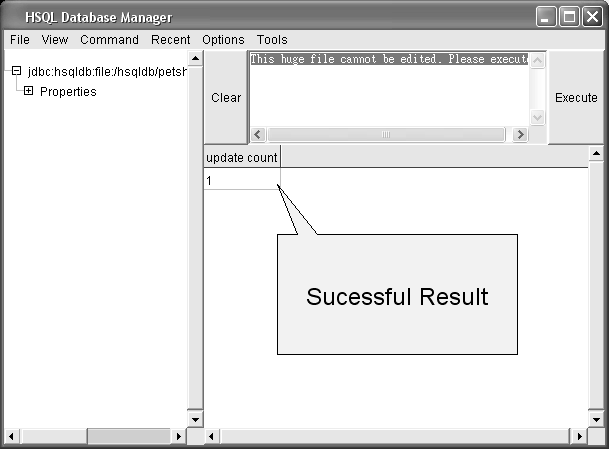 HSQL Database Manager
File View Command Recent Options Tools
jdbc:hsqldb:file:/hsqldb/petsh
Properties
Clear
This huge file cannot be edited. Please execute
Execute
update count
1
Sucessful Result